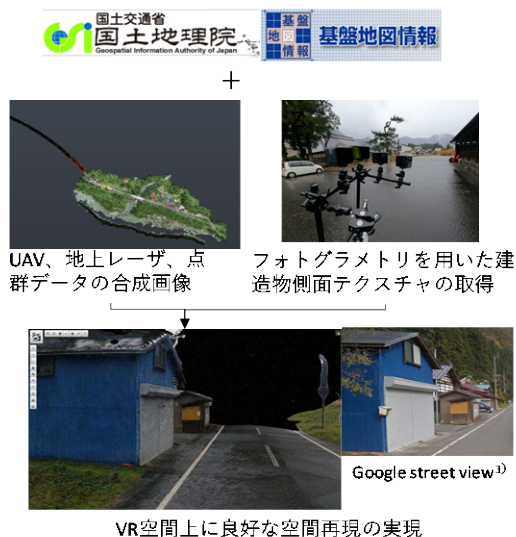 国土交通省
国土地理院
Geospatial Information Authority of Japan
基盤
地図
情報
基盤地図情報
+
UAV、地上レーザ、点
群データの合成画像
フォトグラメトリを用いた建
造物側面テクスチャの取得
Google street view³⁾
VR空間上に良好な空間再現の実現